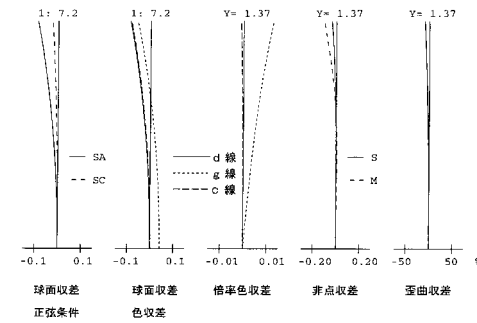 1: 7.2 1: 7.2 Y= 1.37 Y= 1.37 Y= 1.37
SA
SC
d 線
g 線
c 線
S
M
-0.1 0.1 -0.1 0.1 -0.01 0.01 -0.20 0.20 -50 50
球面収差 球面収差 倍率色収差 非点収差 歪曲収差
正弦条件 色収差